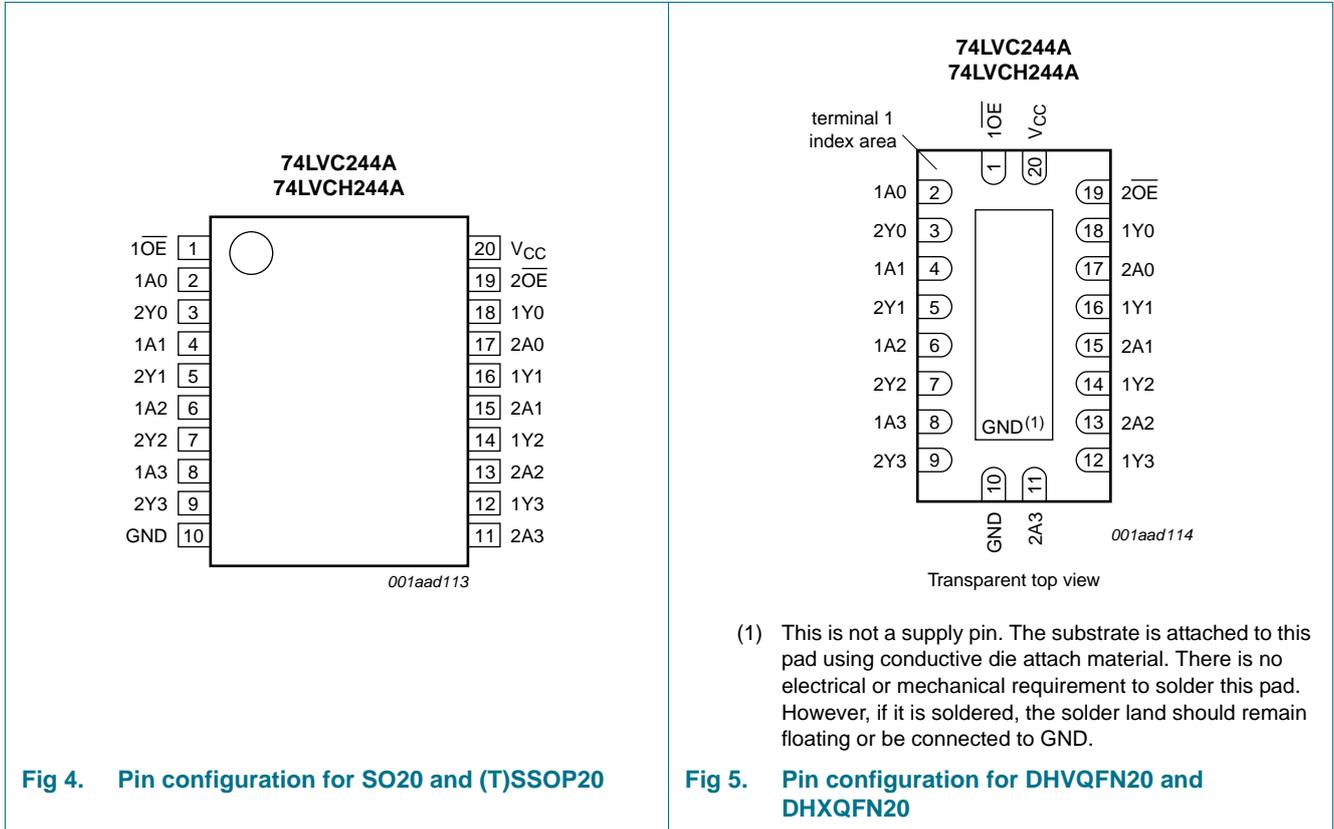 74LVC244A
74LVCH244A
1OE 1
1A0 2
2Y0 3
1A1 4
2Y1 5
1A2 6
2Y2 7
1A3 8
2Y3 9
GND 10
20 VCC
19 2OE
18 1Y0
17 2A0
16 1Y1
15 2A1
14 1Y2
13 2A2
12 1Y3
11 2A3
001aad113
Fig 4. Pin configuration for SO20 and (T)SSOP20
74LVC244A
74LVCH244A
terminal 1
index area
1OE
VCC
1
20
1A0 2
2Y0 3
1A1 4
2Y1 5
1A2 6
2Y2 7
1A3 8
2Y3 9
19 2OE
18 1Y0
17 2A0
16 1Y1
15 2A1
14 1Y2
13 2A2
12 1Y3
GND(1)
10
11
GND
2A3
001aad114
Transparent top view
(1) This is not a supply pin. The substrate is attached to this
pad using conductive die attach material. There is no
electrical or mechanical requirement to solder this pad.
However, if it is soldered, the solder land should remain
floating or be connected to GND.
Fig 5. Pin configuration for DHVQFN20 and
DHXQFN20